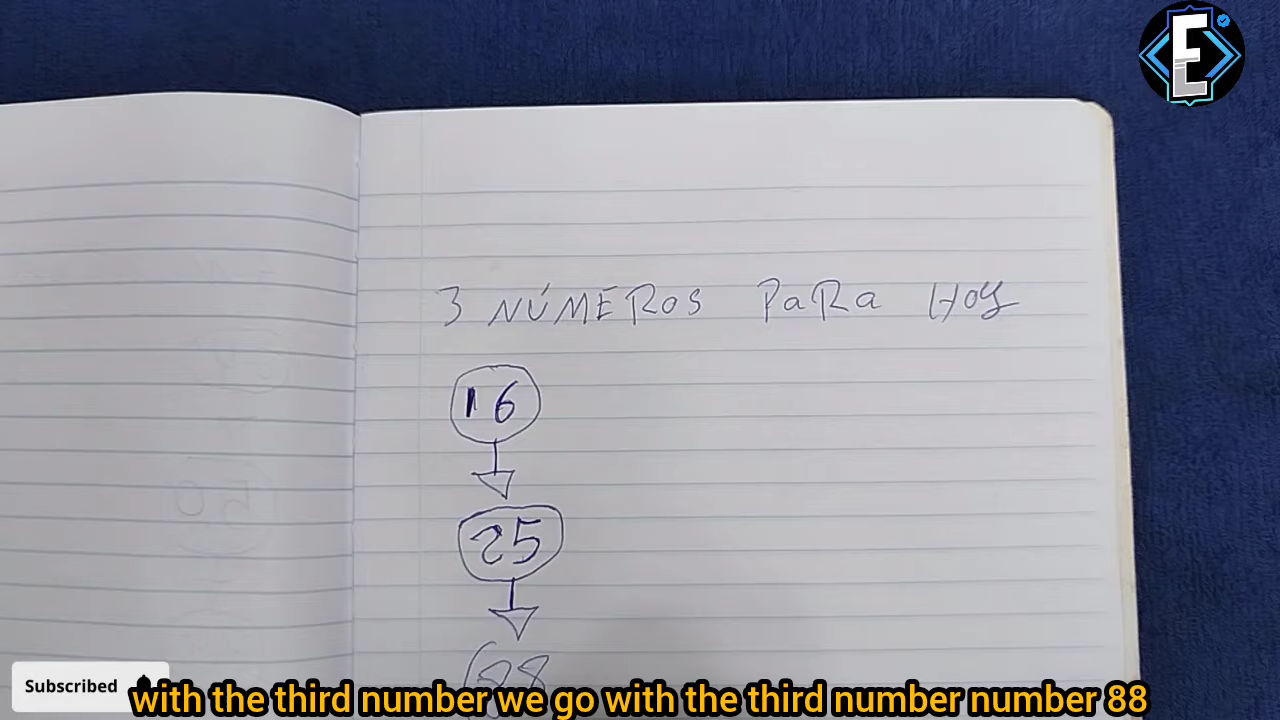 3 NÚMEROS PaRa Hoy
16
25
88
Subscribed
with the third number we go with the third number number 88